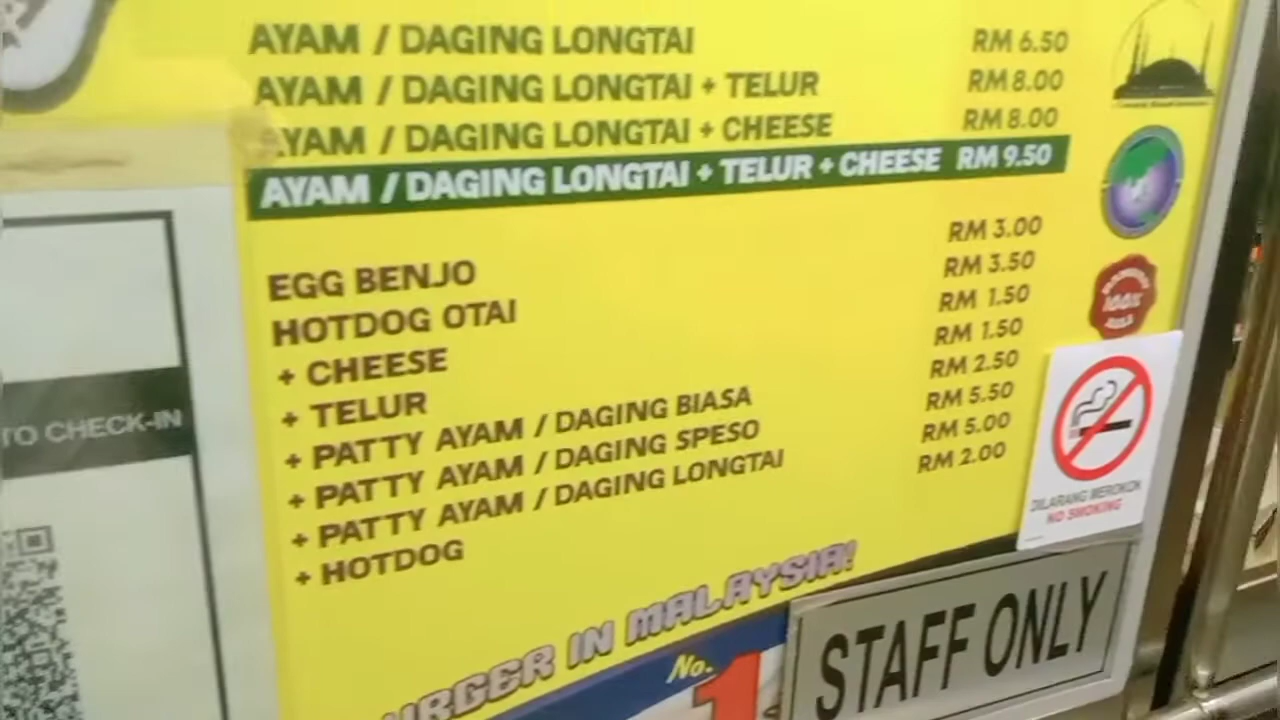 AYAM / DAGING LONGTAI RM 6.50
AYAM / DAGING LONGTAI + TELUR RM 8.00
AYAM / DAGING LONGTAI + CHEESE RM 8.00
AYAM / DAGING LONGTAI + TELUR + CHEESE RM 9.50
EGG BENJO RM 3.00
HOTDOG OTAI RM 3.50
+ CHEESE RM 1.50
+ TELUR RM 1.50
+ PATTY AYAM / DAGING BIASA RM 2.50
+ PATTY AYAM / DAGING SPESO RM 5.50
+ PATTY AYAM / DAGING LONGTAI RM 5.00
+ HOTDOG RM 2.00
TO CHECK-IN
100%
DILARANG MEROKOK
NO SMOKING
IN MALAYSIA!
No. 1
STAFF ONLY